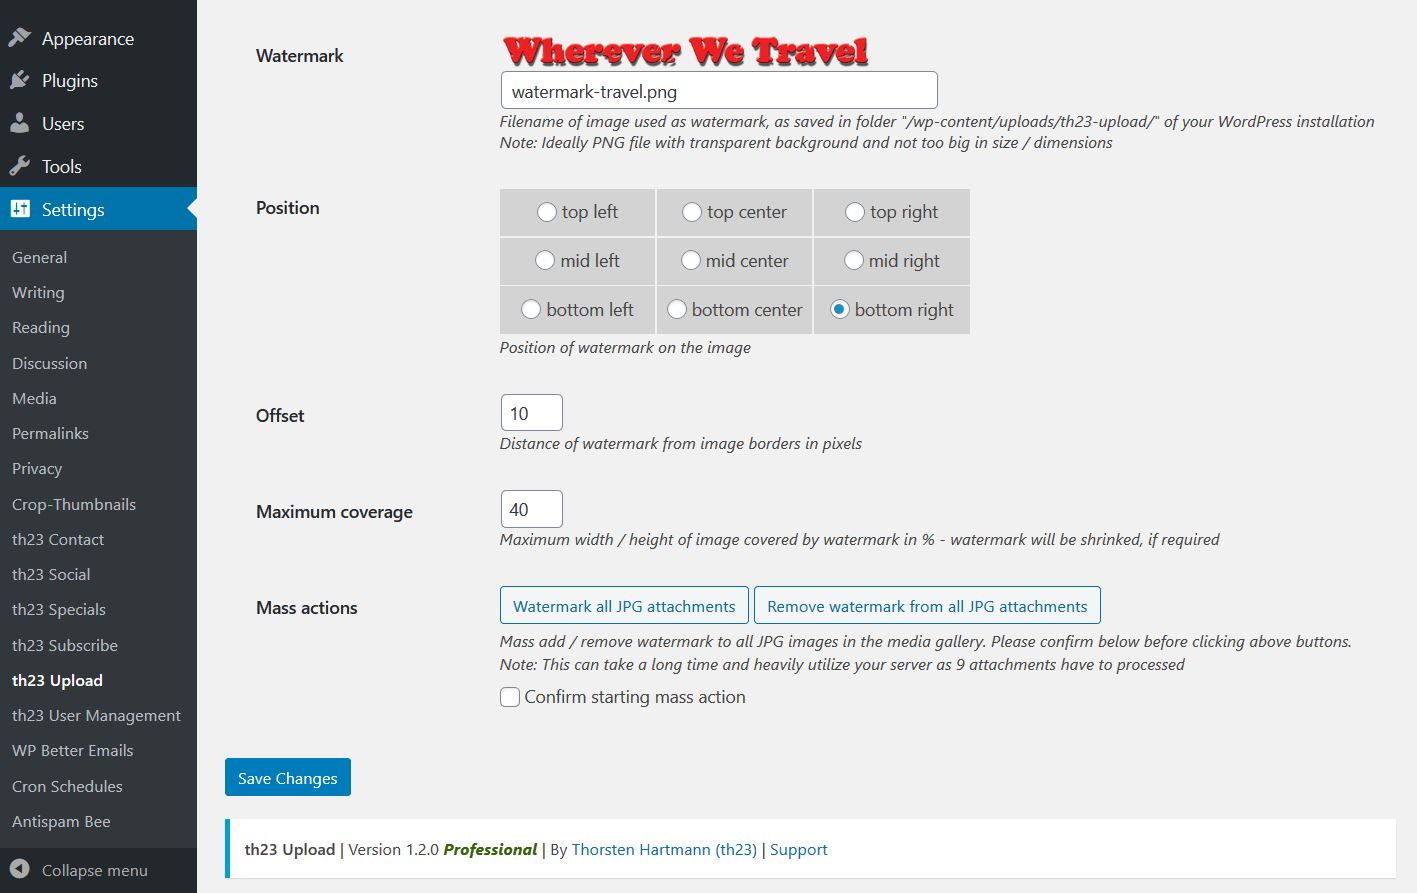 Appearance
Plugins
Users
Tools
Settings
General
Writing
Reading
Discussion
Media
Permalinks
Privacy
Crop-Thumbnails
th23 Contact
th23 Social
th23 Specials
th23 Subscribe
th23 Upload
th23 User Management
WP Better Emails
Cron Schedules
Antispam Bee
Collapse menu
Watermark
Wherever We Travel
watermark-travel.png
Filename of image used as watermark, as saved in folder "/wp-content/uploads/th23-upload/" of your WordPress installation
Note: Ideally PNG file with transparent background and not too big in size / dimensions
Position
top left top center top right
mid left mid center mid right
bottom left bottom center bottom right
Position of watermark on the image
Offset
10
Distance of watermark from image borders in pixels
Maximum coverage
40
Maximum width / height of image covered by watermark in % - watermark will be shrinked, if required
Mass actions
Watermark all JPG attachments Remove watermark from all JPG attachments
Mass add / remove watermark to all JPG images in the media gallery. Please confirm below before clicking above buttons.
Note: This can take a long time and heavily utilize your server as 9 attachments have to processed
Confirm starting mass action
Save Changes
th23 Upload | Version 1.2.0 Professional | By Thorsten Hartmann (th23) | Support